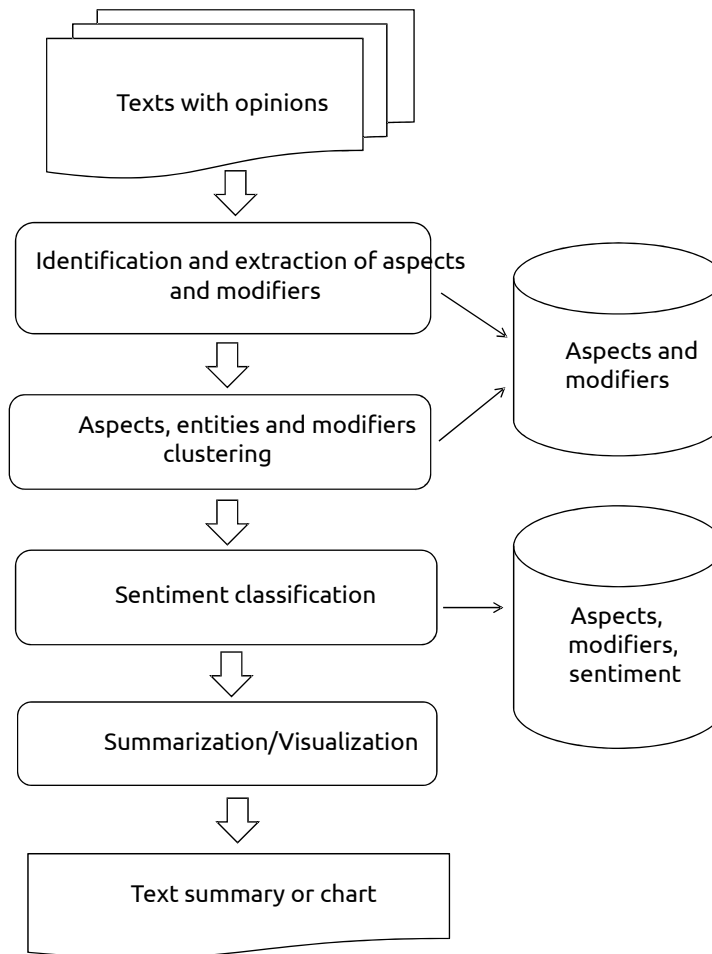 Texts with opinions
Identification and extraction of aspects
and modifiers
Aspects and
modifiers
Aspects, entities and modifiers
clustering
Sentiment classification
Aspects,
modifiers,
sentiment
Summarization/Visualization
Text summary or chart